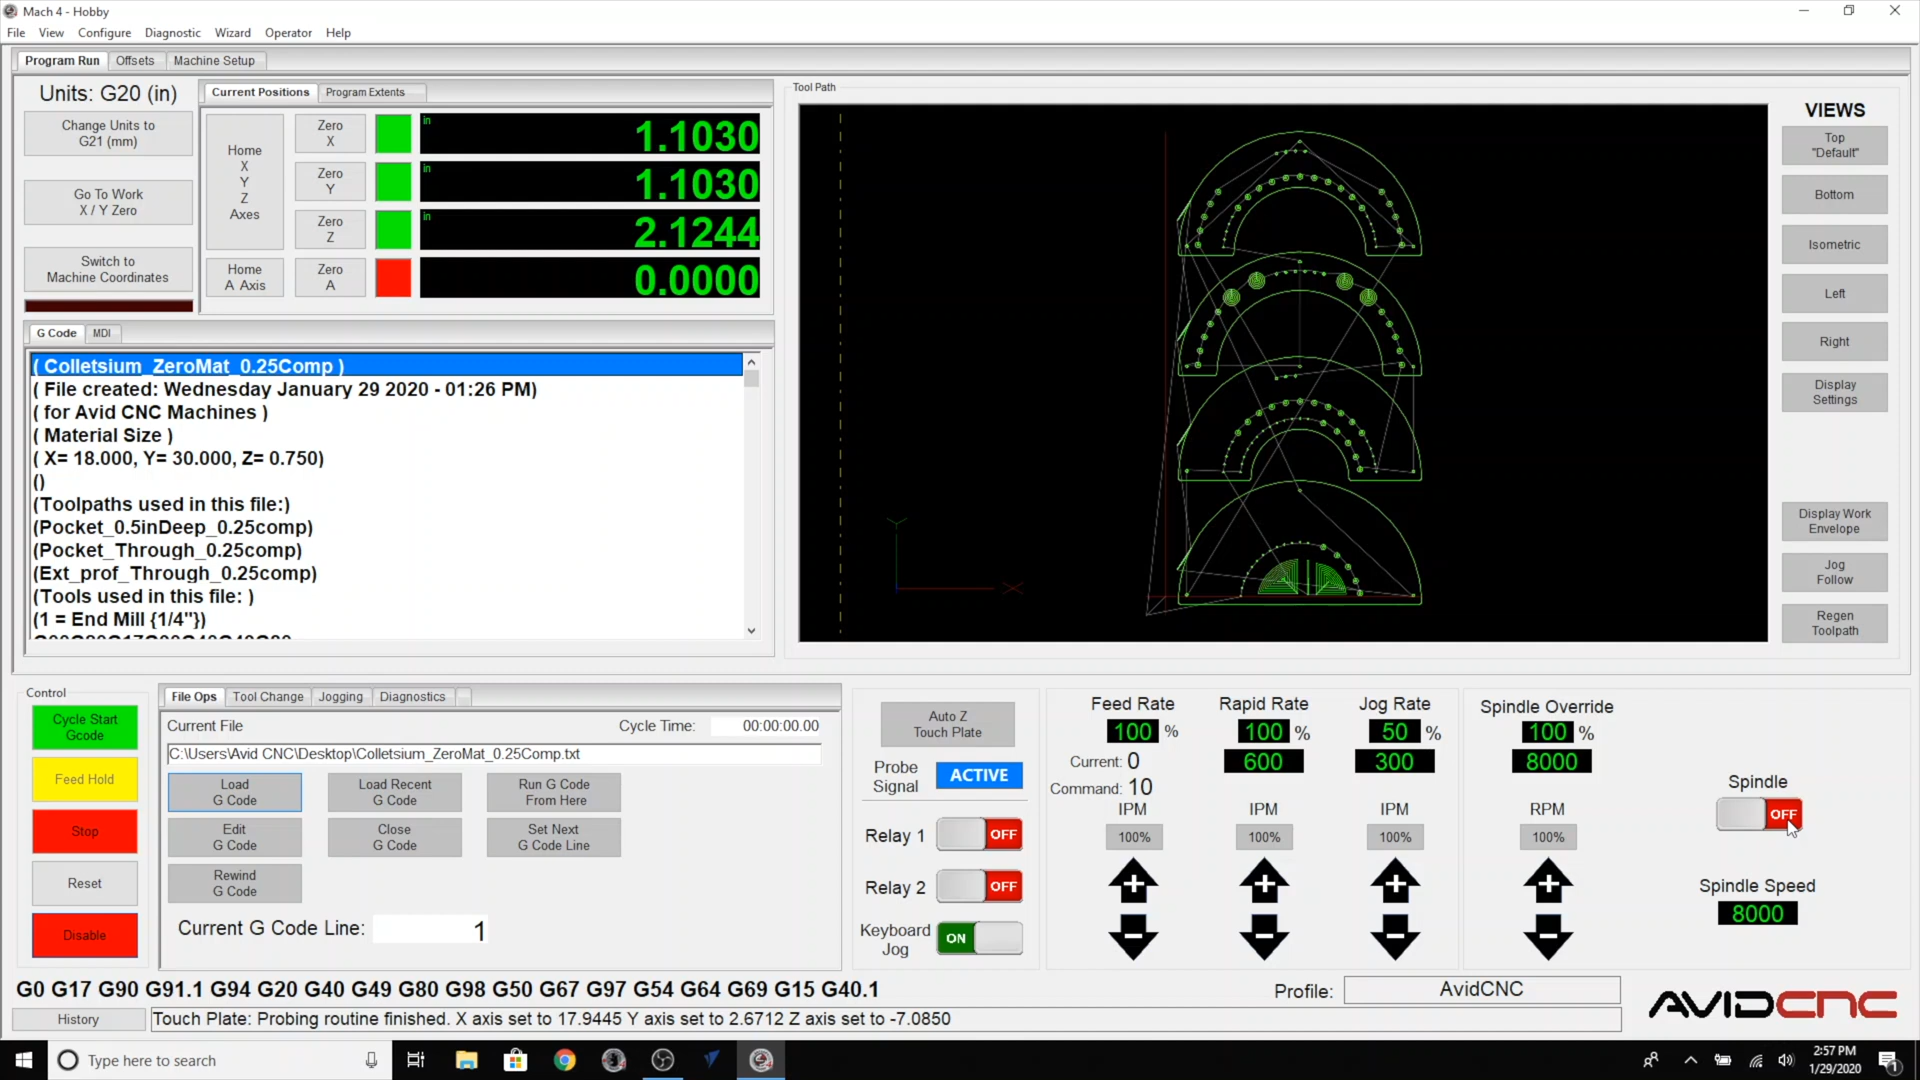 Mach 4 - Hobby
File View Configure Diagnostic Wizard Operator Help
Program Run Offsets Machine Setup
Units: G20 (in)
Change Units to
G21 (mm)
Go To Work
X / Y Zero
Switch to
Machine Coordinates
Current Positions Program Extents
Home
X
Y
Z
Axes
Zero
X
in
1.1030
Zero
Y
in
1.1030
Zero
Z
in
2.1244
Home
A Axis
Zero
A
0.0000
G Code MDI
( Colletsium_ZeroMat_0.25Comp )
( File created: Wednesday January 29 2020 - 01:26 PM)
( for Avid CNC Machines )
( Material Size )
( X= 18.000, Y= 30.000, Z= 0.750)
()
(Toolpaths used in this file:)
(Pocket_0.5inDeep_0.25comp)
(Pocket_Through_0.25comp)
(Ext_prof_Through_0.25comp)
(Tools used in this file: )
(1 = End Mill {1/4"})
Tool Path
Y
X
VIEWS
Top
"Default"
Bottom
Isometric
Left
Right
Display
Settings
Display Work
Envelope
Jog
Follow
Regen
Toolpath
Control
Cycle Start
Gcode
Feed Hold
Stop
Reset
Disable
File Ops Tool Change Jogging Diagnostics
Current File Cycle Time: 00:00:00.00
C:\Users\Avid CNC\Desktop\Colletsium_ZeroMat_0.25Comp.txt
Load
G Code
Load Recent
G Code
Run G Code
From Here
Edit
G Code
Close
G Code
Set Next
G Code Line
Rewind
G Code
Current G Code Line: 1
Auto Z
Touch Plate
Probe
Signal
ACTIVE
Relay 1 OFF
Relay 2 OFF
Keyboard
Jog
ON
Feed Rate
100 %
Current: 0
Command: 10
IPM
100%
+
-
Rapid Rate
100 %
600
IPM
100%
+
-
Jog Rate
50 %
300
IPM
100%
+
-
Spindle Override
100 %
8000
RPM
100%
+
-
Spindle
OFF
Spindle Speed
8000
G0 G17 G90 G91.1 G94 G20 G40 G49 G80 G98 G50 G67 G97 G54 G64 G69 G15 G40.1
Profile: AvidCNC
AVIDCNC
History
Touch Plate: Probing routine finished. X axis set to 17.9445 Y axis set to 2.6712 Z axis set to -7.0850
Type here to search
2:57 PM
1/29/2020
1